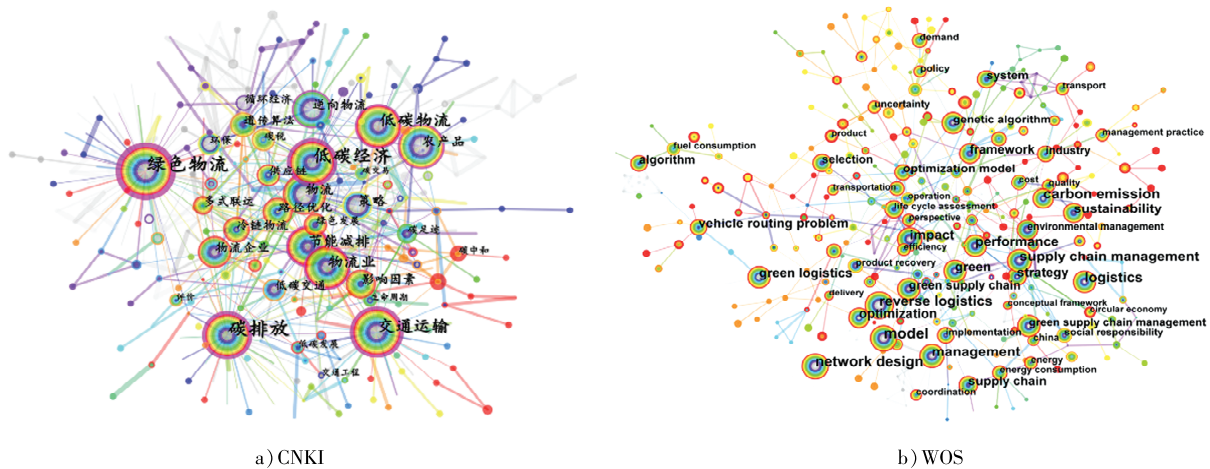 循环经济
逆向物流
遗传算法
低碳物流
环保
碳税
农产品
绿色物流
低碳经济
供应链
碳交易
物流
多式联运
路径优化
策略
绿色发展
冷链物流
碳足迹
节能减排
物流企业
碳中和
物流业
影响因素
低碳交通
生命周期
评价
碳排放
交通运输
低碳发展
交通工程
a) CNKI
demand
policy
system
transport
uncertainty
genetic algorithm
product
management practice
fuel consumption
algorithm
selection
framework
industry
optimization model
cost
quality
transportation
operation
carbon emission
life cycle assessment
sustainability
perspective
vehicle routing problem
environmental management
impact
performance
efficiency
supply chain management
product recovery
green
strategy
green logistics
logistics
green supply chain
delivery
reverse logistics
conceptual framework
circular economy
optimization
green supply chain management
model
implementation
social responsibility
china
management
network design
energy
energy consumption
supply chain
coordination
b) WOS